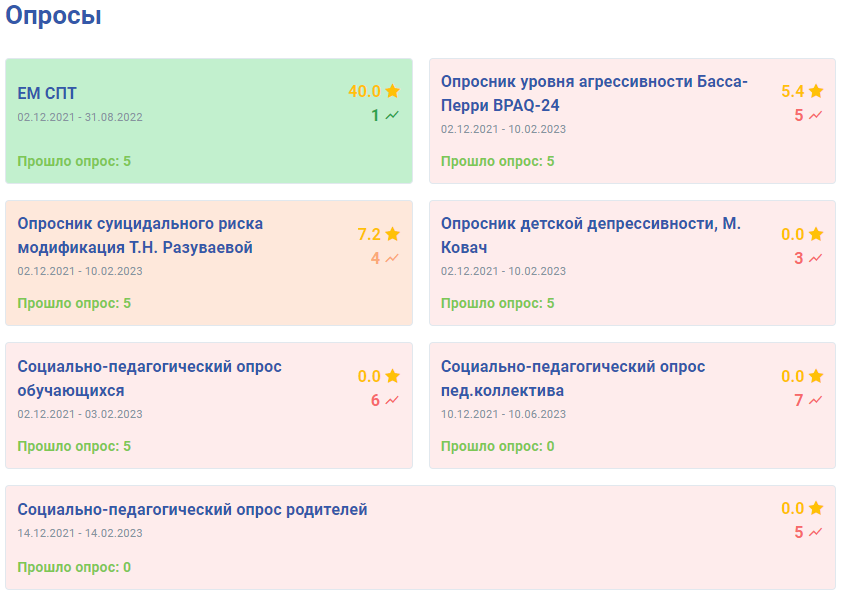 Опросы
ЕМ СПТ
40.0
02.12.2021 - 31.08.2022
1
Прошло опрос: 5
Опросник уровня агрессивности Басса-
Перри BPAQ-24
5.4
02.12.2021 - 10.02.2023
5
Прошло опрос: 5
Опросник суицидального риска
модификация Т.Н. Разуваевой
7.2
02.12.2021 - 10.02.2023
4
Прошло опрос: 5
Опросник детской депрессивности, М.
Ковач
0.0
02.12.2021 - 10.02.2023
3
Прошло опрос: 5
Социально-педагогический опрос
обучающихся
0.0
02.12.2021 - 03.02.2023
6
Прошло опрос: 5
Социально-педагогический опрос
пед.коллектива
0.0
10.12.2021 - 10.06.2023
7
Прошло опрос: 0
Социально-педагогический опрос родителей
0.0
14.12.2021 - 14.02.2023
5
Прошло опрос: 0